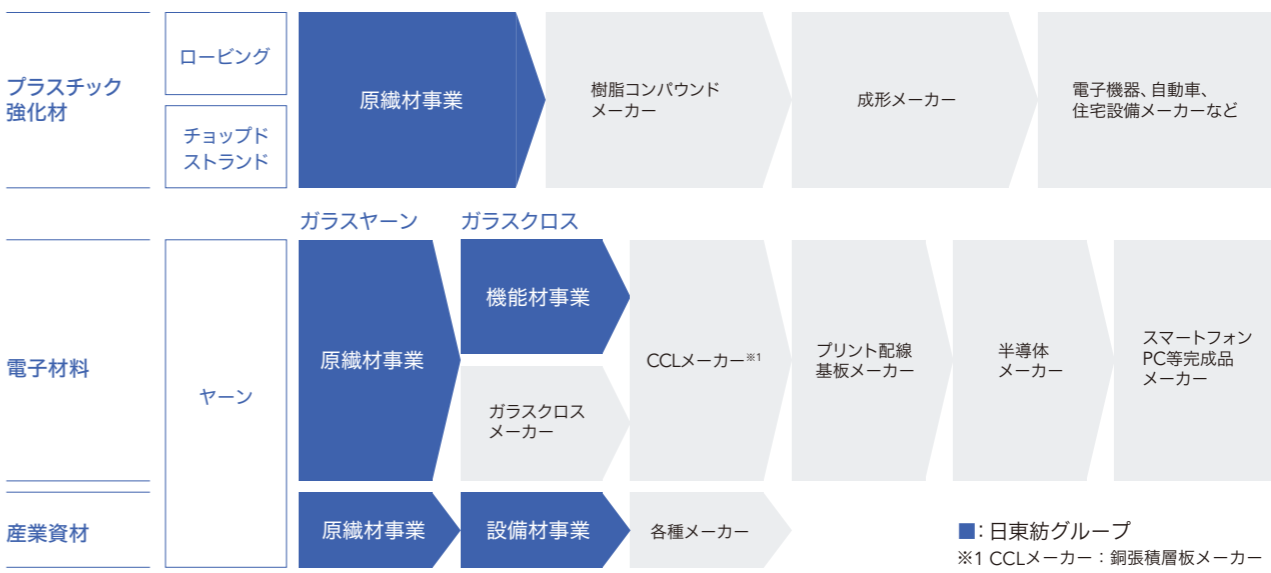 プラスチック
強化材
ロービング
チョップド
ストランド
原繊材事業
樹脂コンパウンド
メーカー
成形メーカー
電子機器、自動車、
住宅設備メーカーなど
ガラスヤーン
ガラスクロス
電子材料
ヤーン
原繊材事業
機能材事業
ガラスクロス
メーカー
CCLメーカー※1
プリント配線
基板メーカー
半導体
メーカー
スマートフォン
PC等完成品
メーカー
産業資材
原繊材事業
設備材事業
各種メーカー
■：日東紡グループ
※1 CCLメーカー：銅張積層板メーカー